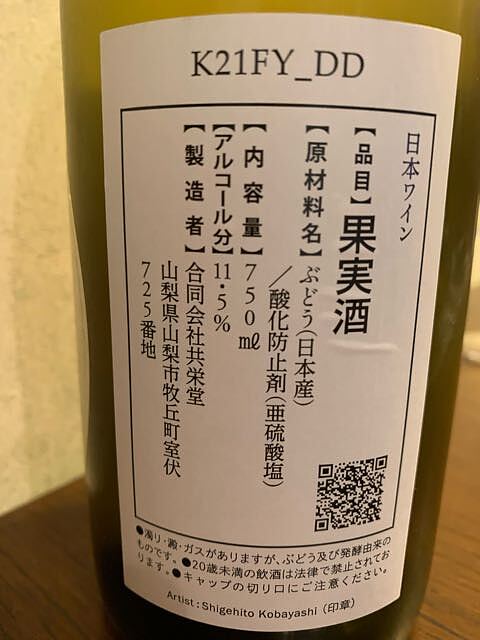 K21FY_DD
日本ワイン
【品目】果実酒
【原材料名】ぶどう(日本産)
／酸化防止剤(亜硫酸塩)
【内容量】750㎖
【アルコール分】11・5%
【製造者】合同会社共栄堂
山梨県山梨市牧丘町室伏
725番地
●濁り・澱・ガスがありますが、ぶどう及び発酵由来の
ものです。●20歳未満の飲酒は法律で禁止されてお
ります。●キャップの切り口にご注意ください。
Artist : Shigehito Kobayashi (印章)